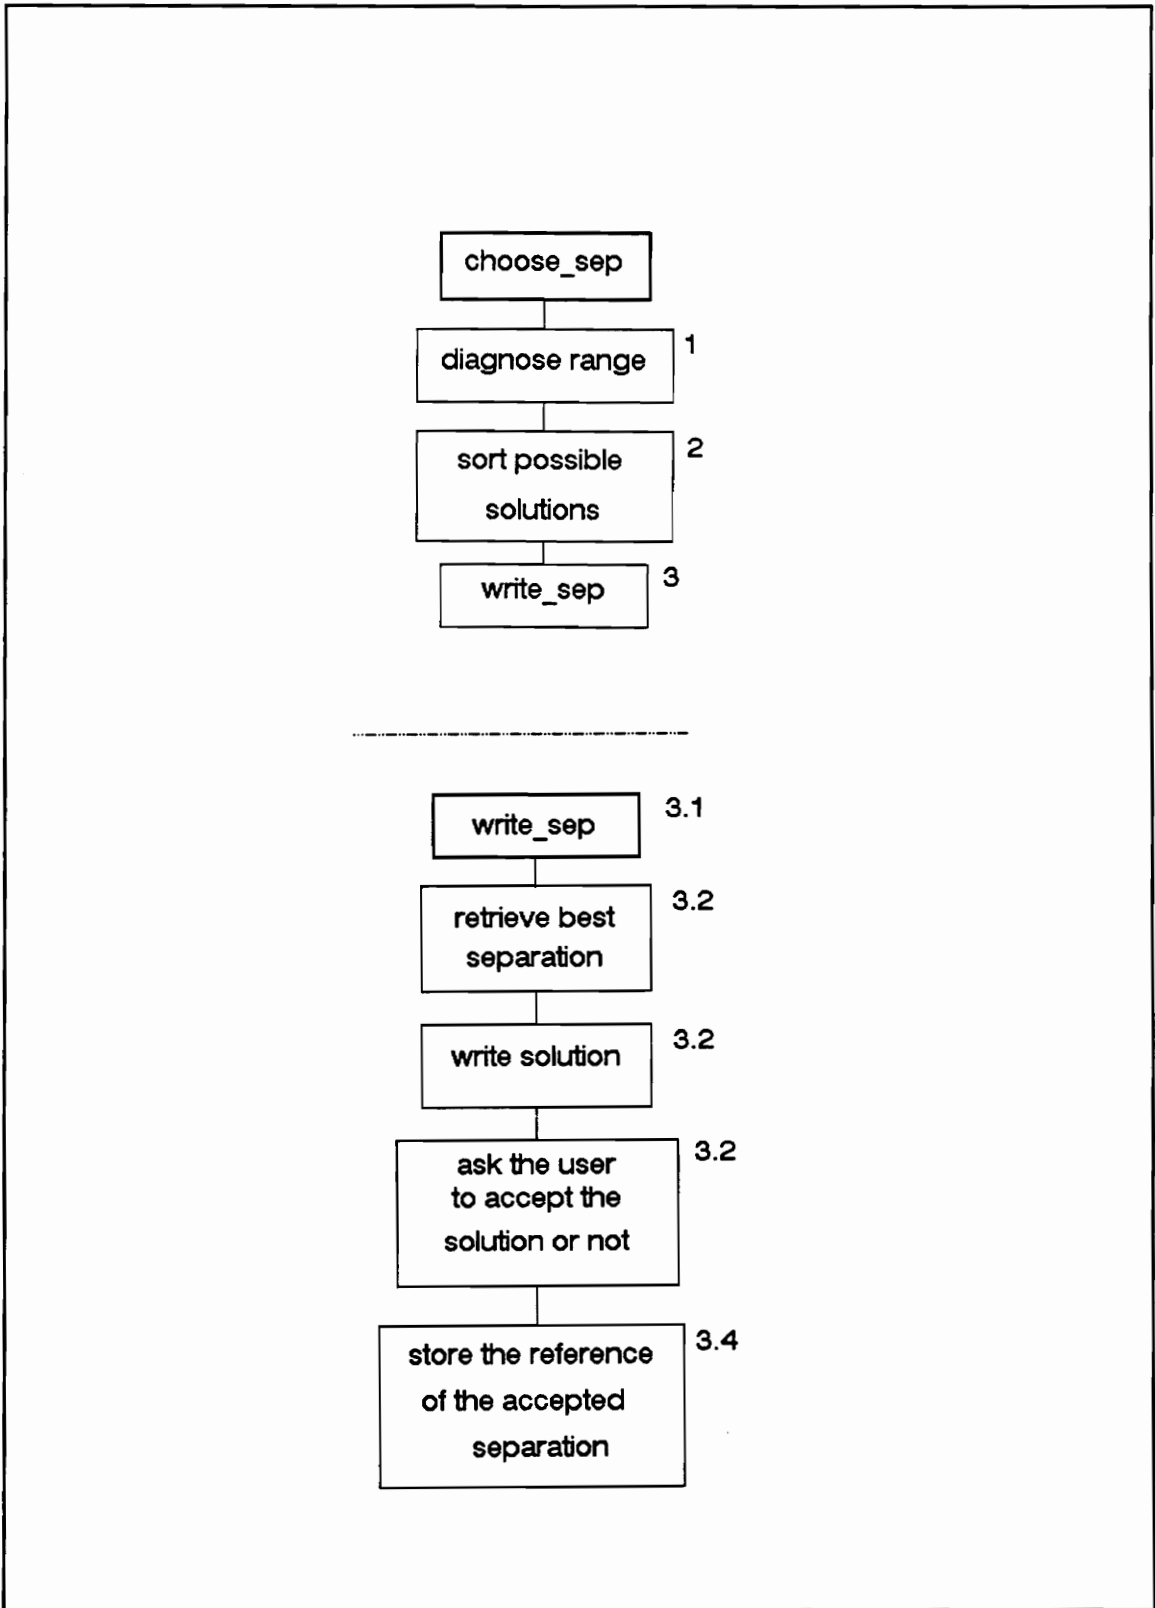 choose_sep
diagnose range
1
sort possible
solutions
2
write_sep
3
write_sep
3.1
retrieve best
separation
3.2
write solution
3.2
ask the user
to accept the
solution or not
3.2
store the reference
of the accepted
separation
3.4